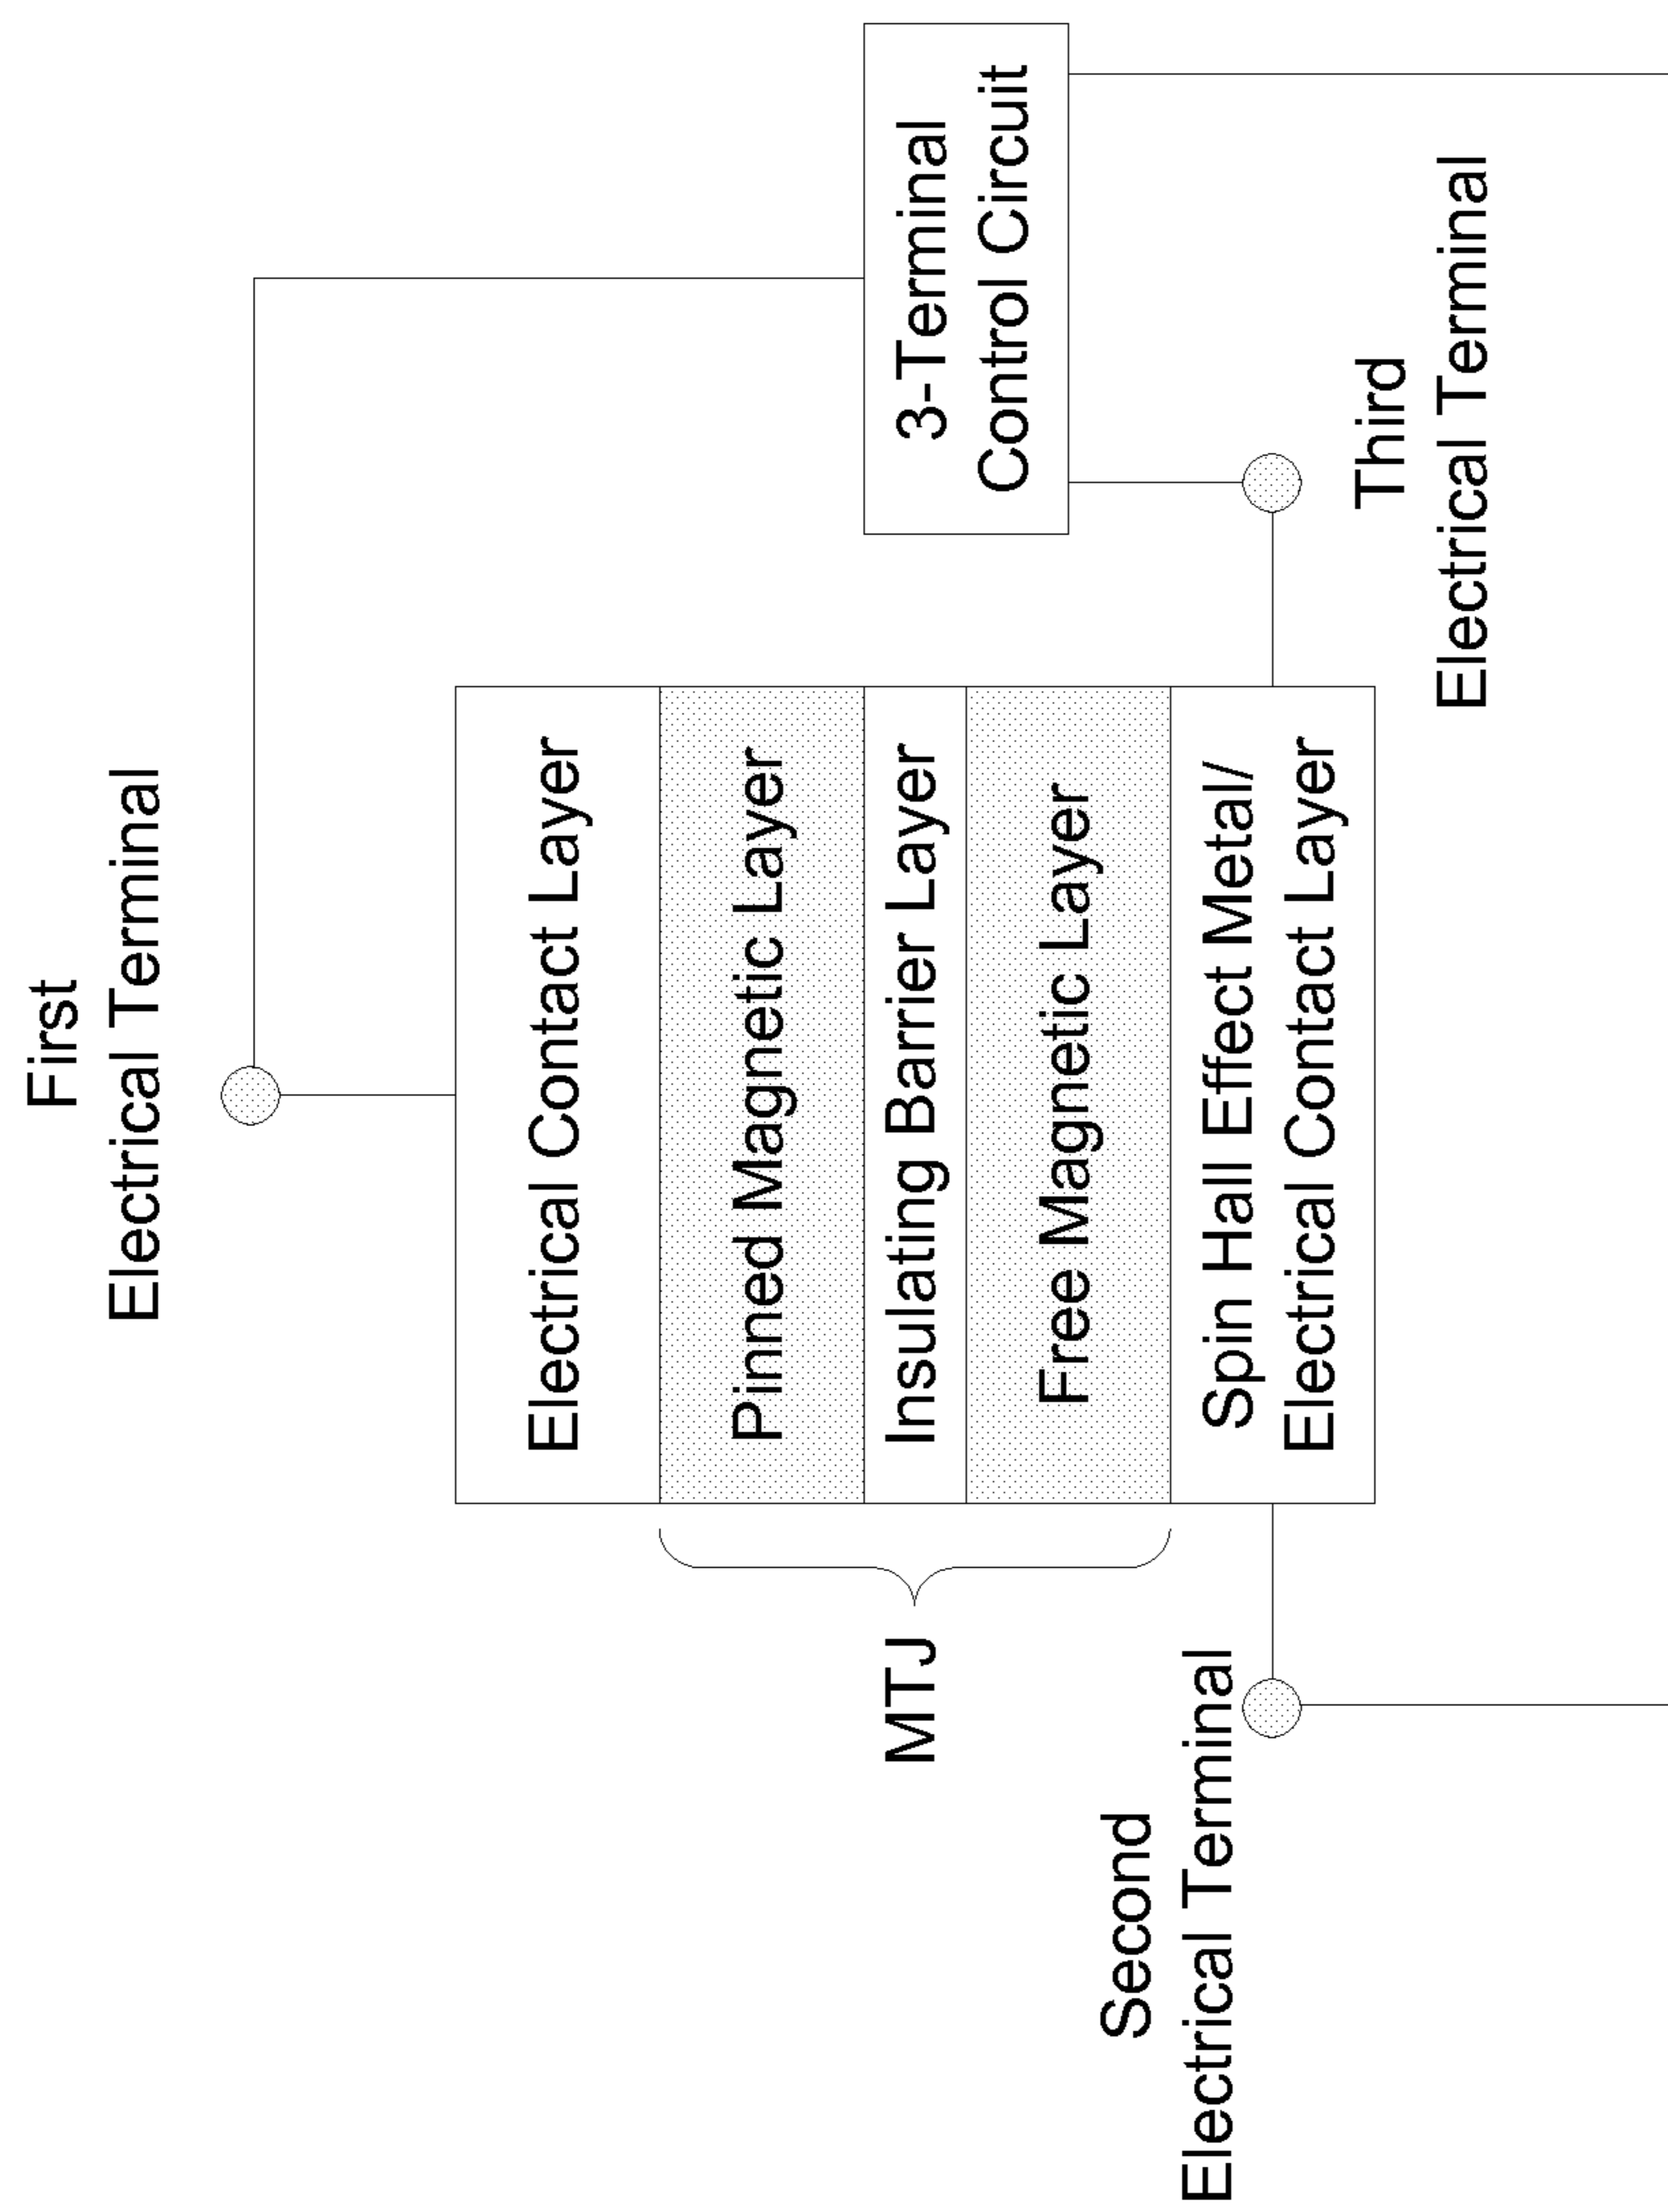 First
Electrical Terminal
Electrical Contact Layer
Pinned Magnetic Layer
Insulating Barrier Layer
Free Magnetic Layer
Spin Hall Effect Metal/
Electrical Contact Layer
MTJ
Second
Electrical Terminal
3-Terminal
Control Circuit
Third
Electrical Terminal